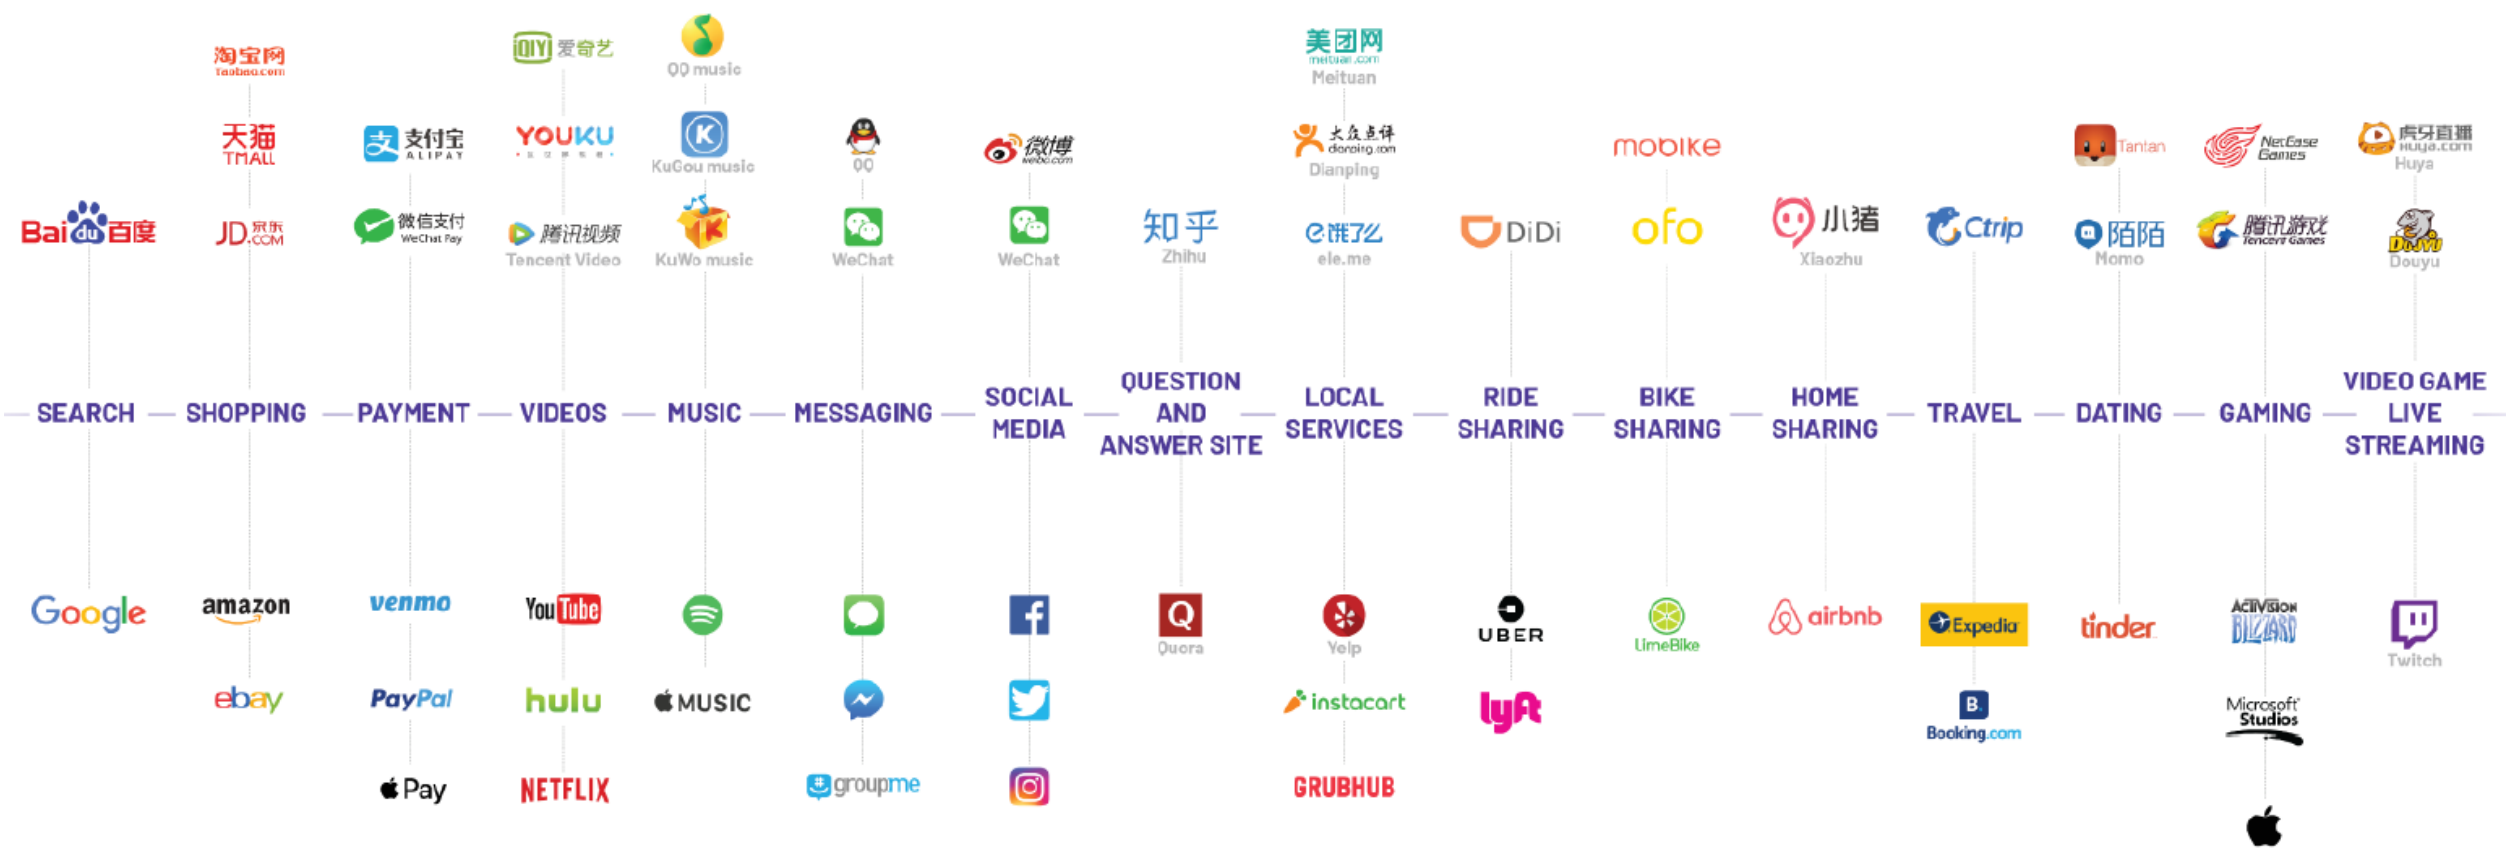 淘宝网
Taobao.com
天猫
TMALL
Bai du 百度
JD.京东
.COM
支付宝
ALIPAY
微信支付
WeChat Pay
iQIYI 爱奇艺
YOUKU
腾讯视频
Tencent Video
QQ music
K
KuGou music
K
KuWo music
QQ
WeChat
微博
weibo.com
WeChat
知乎
Zhihu
美团网
meituan.com
Meituan
大众点评
dianping.com
Dianping
e 饿了么
ele.me
DiDi
mobike
ofo
小猪
Xiaozhu
Ctrip
Tantan
陌陌
Momo
NetEase
Games
腾讯游戏
Tencent Games
虎牙直播
Huya.com
Huya
DOUYU
Douyu
SEARCH
SHOPPING
PAYMENT
VIDEOS
MUSIC
MESSAGING
SOCIAL
MEDIA
QUESTION
AND
ANSWER SITE
LOCAL
SERVICES
RIDE
SHARING
BIKE
SHARING
HOME
SHARING
TRAVEL
DATING
GAMING
VIDEO GAME
LIVE
STREAMING
Google
amazon
ebay
venmo
PayPal
Pay
YouTube
hulu
NETFLIX
MUSIC
groupme
f
Q
Quora
Yelp
instacart
GRUBHUB
UBER
lyft
LimeBike
airbnb
Expedia
B.
Booking.com
tinder
ACTIVISION
BLIZZARD
Microsoft
Studios
Twitch